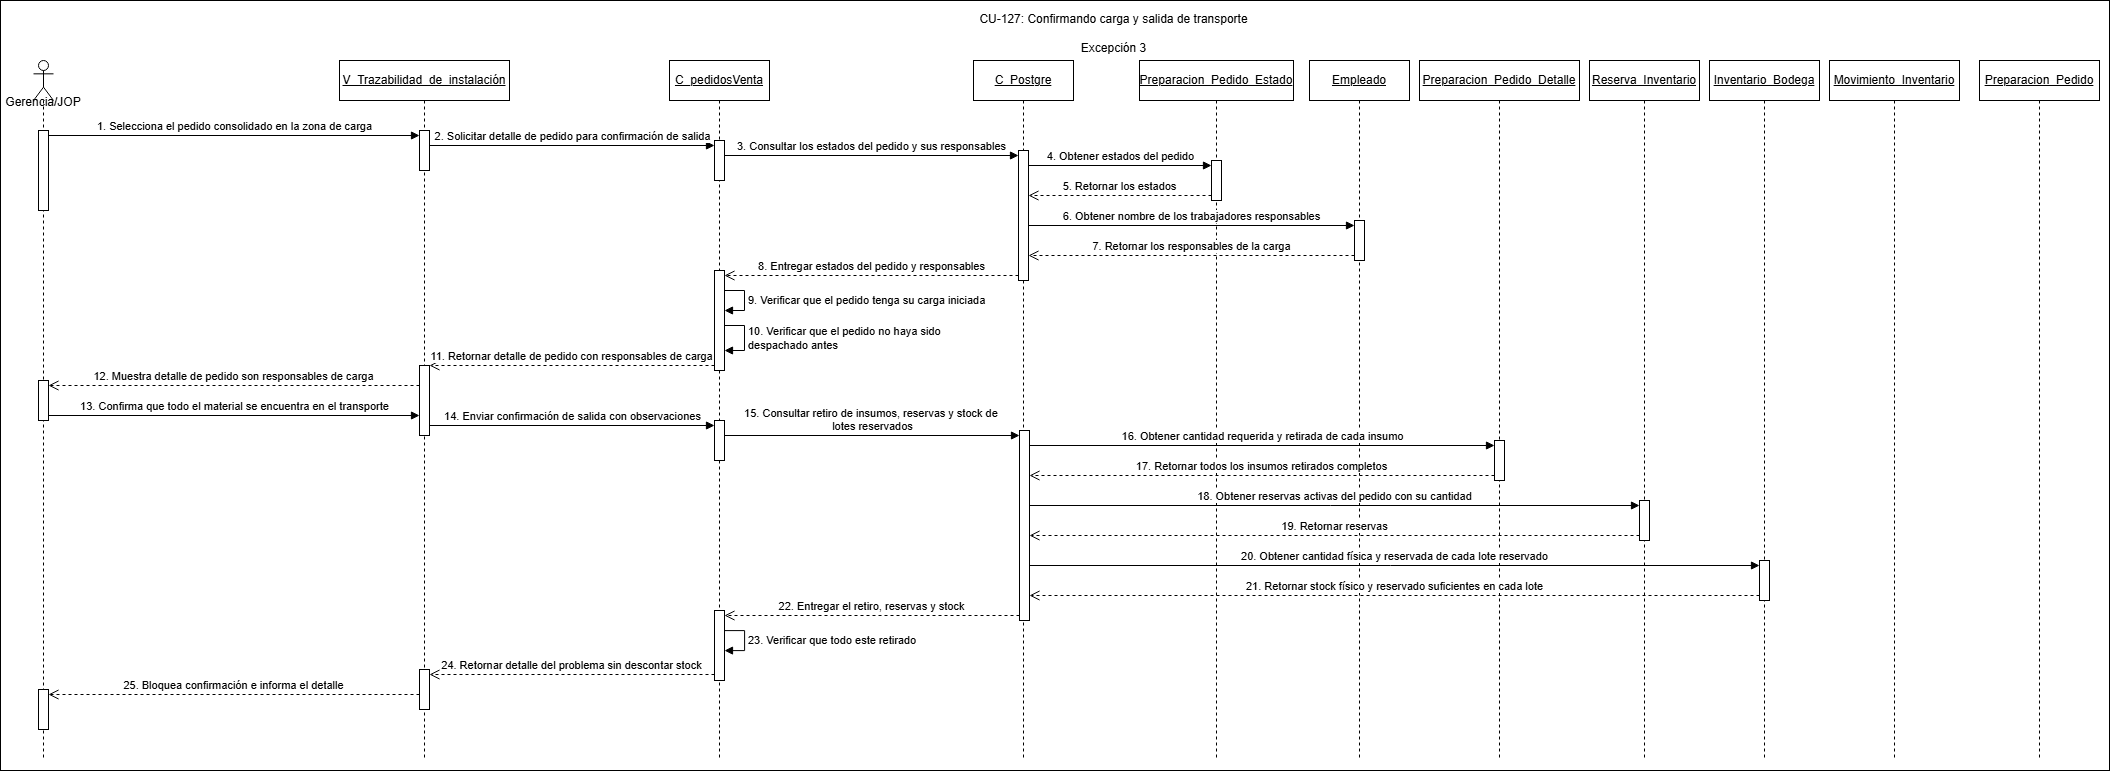 CU-127: Confirmando carga y salida de transporte
Excepción 3
Gerencia/JOP
V_Trazabilidad_de_instalación
C_pedidosVenta
C_Postgre
Preparacion_Pedido_Estado
Empleado
Preparacion_Pedido_Detalle
Reserva_Inventario
Inventario_Bodega
Movimiento_Inventario
Preparacion_Pedido
1. Selecciona el pedido consolidado en la zona de carga
2. Solicitar detalle de pedido para confirmación de salida
3. Consultar los estados del pedido y sus responsables
4. Obtener estados del pedido
5. Retornar los estados
6. Obtener nombre de los trabajadores responsables
7. Retornar los responsables de la carga
8. Entregar estados del pedido y responsables
9. Verificar que el pedido tenga su carga iniciada
10. Verificar que el pedido no haya sido
despachado antes
11. Retornar detalle de pedido con responsables de carga
12. Muestra detalle de pedido son responsables de carga
13. Confirma que todo el material se encuentra en el transporte
14. Enviar confirmación de salida con observaciones
15. Consultar retiro de insumos, reservas y stock de
lotes reservados
16. Obtener cantidad requerida y retirada de cada insumo
17. Retornar todos los insumos retirados completos
18. Obtener reservas activas del pedido con su cantidad
19. Retornar reservas
20. Obtener cantidad física y reservada de cada lote reservado
21. Retornar stock físico y reservado suficientes en cada lote
22. Entregar el retiro, reservas y stock
23. Verificar que todo este retirado
24. Retornar detalle del problema sin descontar stock
25. Bloquea confirmación e informa el detalle